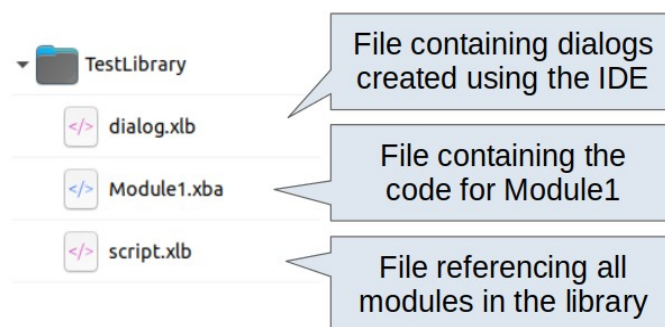 TestLibrary
dialog.xlb
Module1.xba
script.xlb
File containing dialogs
created using the IDE
File containing the
code for Module1
File referencing all
modules in the library